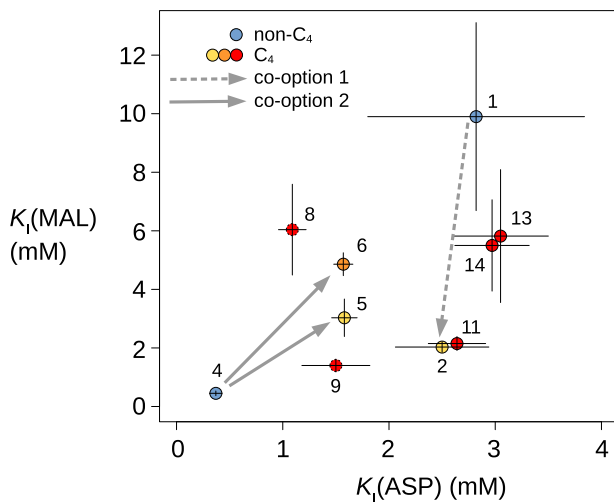 non-C₄
C₄
co-option 1
co-option 2
12
10
8
6
4
2
0
K_I(MAL)
(mM)
1
8
13
6
14
5
11
4
9
2
0 1 2 3 4
K_I(ASP) (mM)